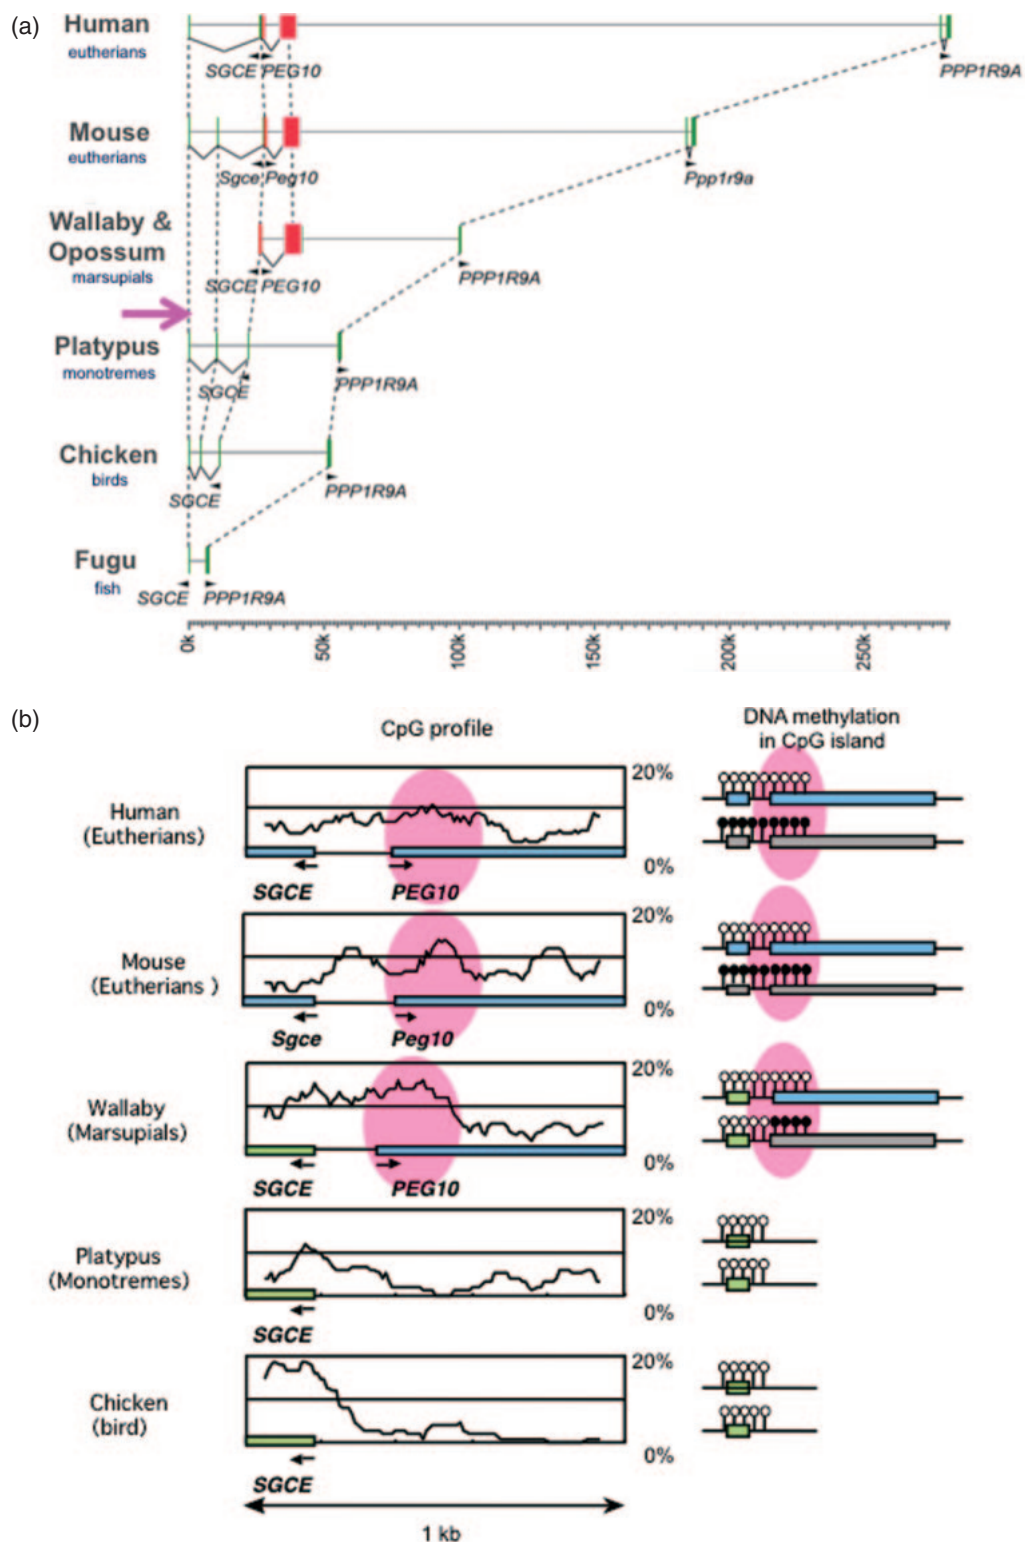 (a)
Human
eutherians
SGCE PEG10
PPP1R9A
Mouse
eutherians
Sgce Peg10
Ppp1r9a
Wallaby &
Opossum
marsupials
SGCE PEG10
PPP1R9A
Platypus
monotremes
SGCE
PPP1R9A
Chicken
birds
SGCE
PPP1R9A
Fugu
fish
SGCE PPP1R9A
0k 50k 100k 150k 200k 250k
(b)
CpG profile
DNA methylation
in CpG island
20%
Human
(Eutherians)
0%
SGCE PEG10
20%
Mouse
(Eutherians )
0%
Sgce Peg10
20%
Wallaby
(Marsupials)
0%
SGCE PEG10
20%
Platypus
(Monotremes)
0%
SGCE
20%
Chicken
(bird)
0%
SGCE
1 kb